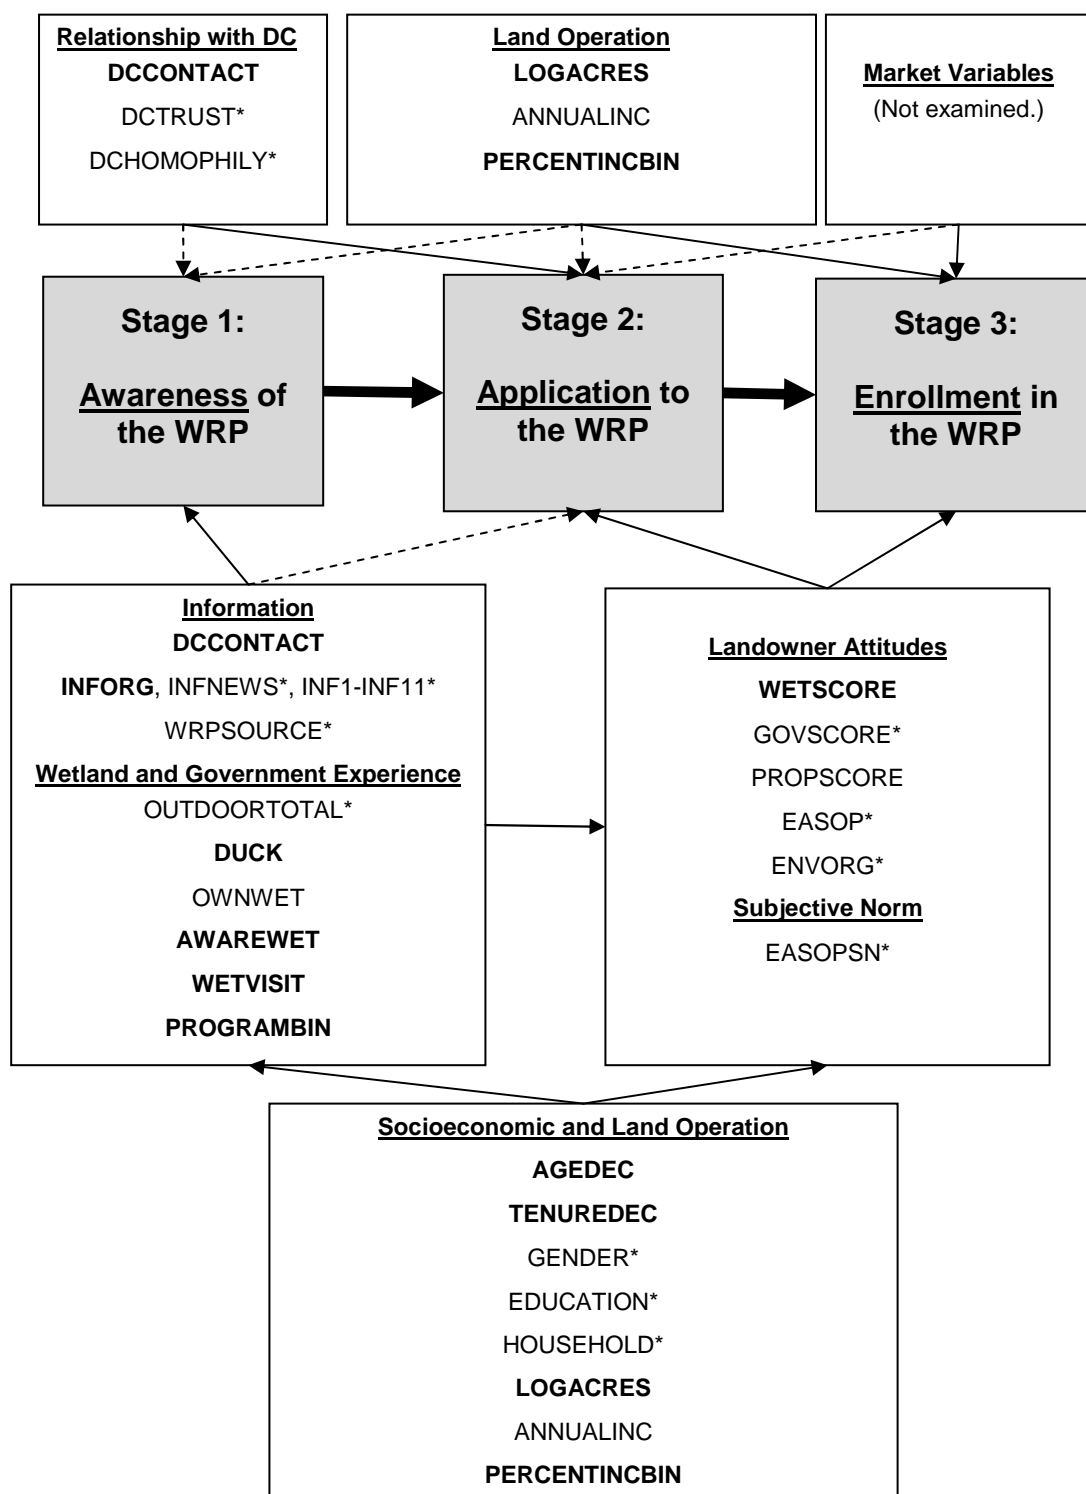 Relationship with DC
DCCONTACT
DCTRUST*
DCHOMOPHILY*
Land Operation
LOGACRES
ANNUALINC
PERCENTINCBIN
Market Variables
(Not examined.)
Stage 1:
Awareness of
the WRP
Stage 2:
Application to
the WRP
Stage 3:
Enrollment in
the WRP
Information
DCCONTACT
INFORG, INFNEWS*, INF1-INF11*
WRPSOURCE*
Wetland and Government Experience
OUTDOORTOTAL*
DUCK
OWNWET
AWAREWET
WETVISIT
PROGRAMBIN
Landowner Attitudes
WETSCORE
GOVSCORE*
PROPSCORE
EASOP*
ENVORG*
Subjective Norm
EASOPSN*
Socioeconomic and Land Operation
AGEDEC
TENUREDEC
GENDER*
EDUCATION*
HOUSEHOLD*
LOGACRES
ANNUALINC
PERCENTINCBIN